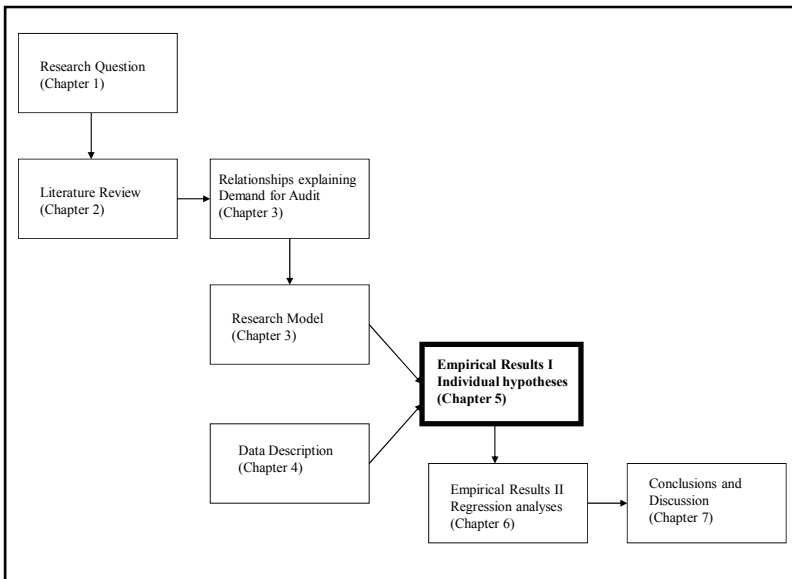 Research Question
(Chapter 1)
Literature Review
(Chapter 2)
Relationships explaining
Demand for Audit
(Chapter 3)
Research Model
(Chapter 3)
Data Description
(Chapter 4)
Empirical Results I
Individual hypotheses
(Chapter 5)
Empirical Results II
Regression analyses
(Chapter 6)
Conclusions and
Discussion
(Chapter 7)